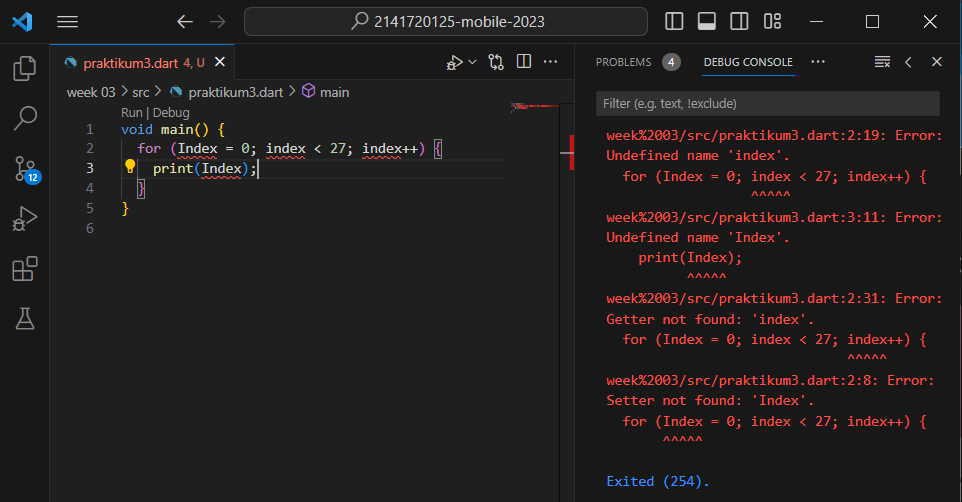 2141720125-mobile-2023
praktikum3.dart 4, U
week 03 > src > praktikum3.dart > main
Run | Debug
1 void main() {
2 for (Index = 0; index < 27; index++) {
3 print(Index);
4 }
5 }
6
12
PROBLEMS 4 DEBUG CONSOLE
Filter (e.g. text, !exclude)
week%2003/src/praktikum3.dart:2:19: Error:
Undefined name 'index'.
for (Index = 0; index < 27; index++) {
^^^^^
week%2003/src/praktikum3.dart:3:11: Error:
Undefined name 'Index'.
print(Index);
^^^^^
week%2003/src/praktikum3.dart:2:31: Error:
Getter not found: 'index'.
for (Index = 0; index < 27; index++) {
^^^^^
week%2003/src/praktikum3.dart:2:8: Error:
Setter not found: 'Index'.
for (Index = 0; index < 27; index++) {
^^^^^
Exited (254).